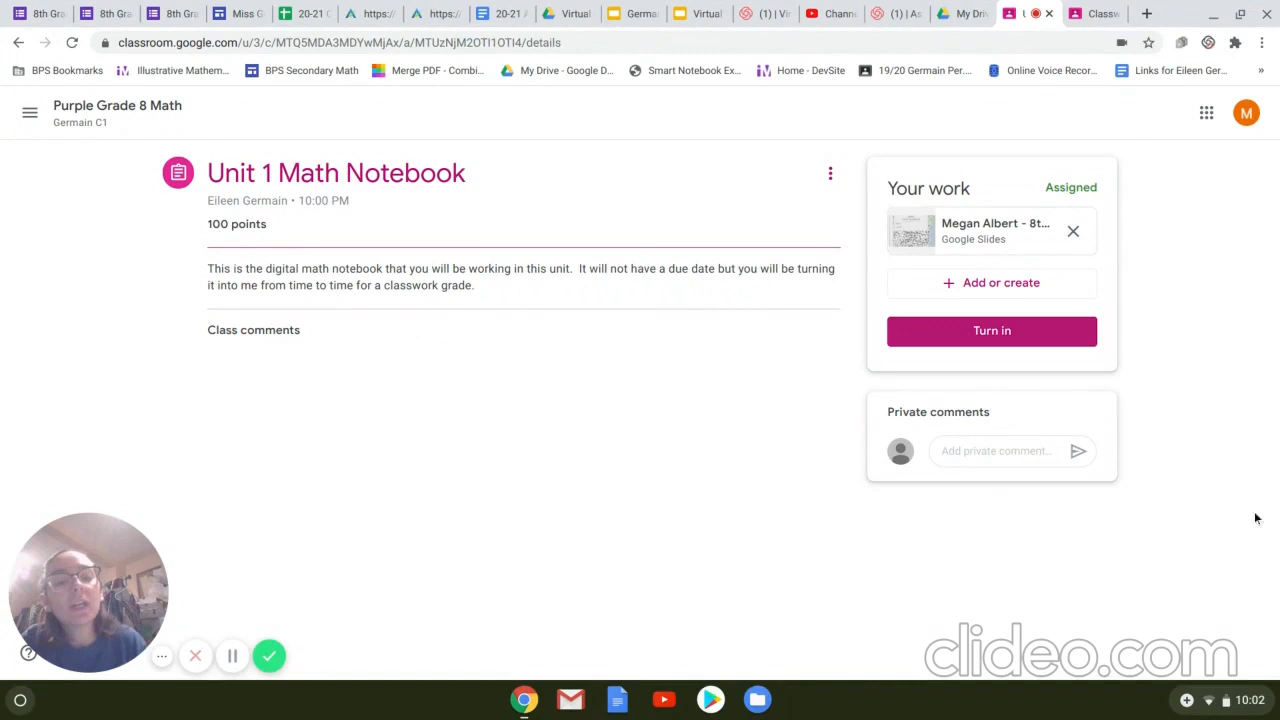 8th Gra
8th Gra
8th Gra
Miss G
20-21 C
https:/
https:/
20-21 A
Virtual
Germai
Virtual
(1) | Vi
Chann
(1) | As
My Dri
Classw
classroom.google.com/u/3/c/MTQ5MDA3MDYwMjAx/a/MTUzNjM2OTI1OTI4/details
BPS Bookmarks
Illustrative Mathem...
BPS Secondary Math
Merge PDF - Combi...
My Drive - Google D...
Smart Notebook Ex...
Home - DevSite
19/20 Germain Per....
Online Voice Recor...
Links for Eileen Ger...
»
Purple Grade 8 Math
Germain C1
M
Unit 1 Math Notebook
Eileen Germain • 10:00 PM
100 points
This is the digital math notebook that you will be working in this unit. It will not have a due date but you will be turning
it into me from time to time for a classwork grade.
Class comments
Your work
Assigned
Megan Albert - 8t...
Google Slides
+ Add or create
Turn in
Private comments
Add private comment...
clideo.com
10:02